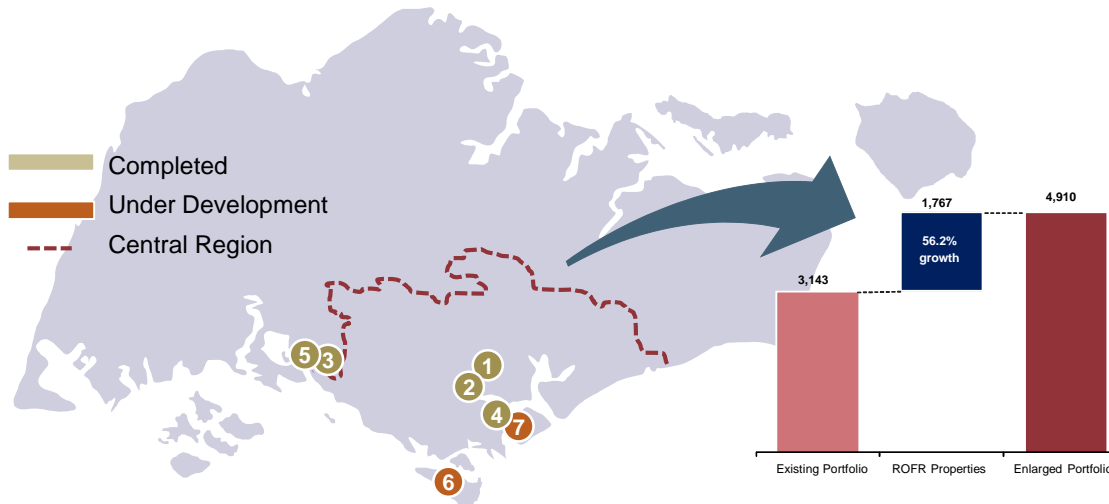 Completed
Under Development
Central Region
5
3
1
2
4
7
6
1,767
4,910
56.2%
growth
3,143
Existing Portfolio
ROFR Properties
Enlarged Portfolio